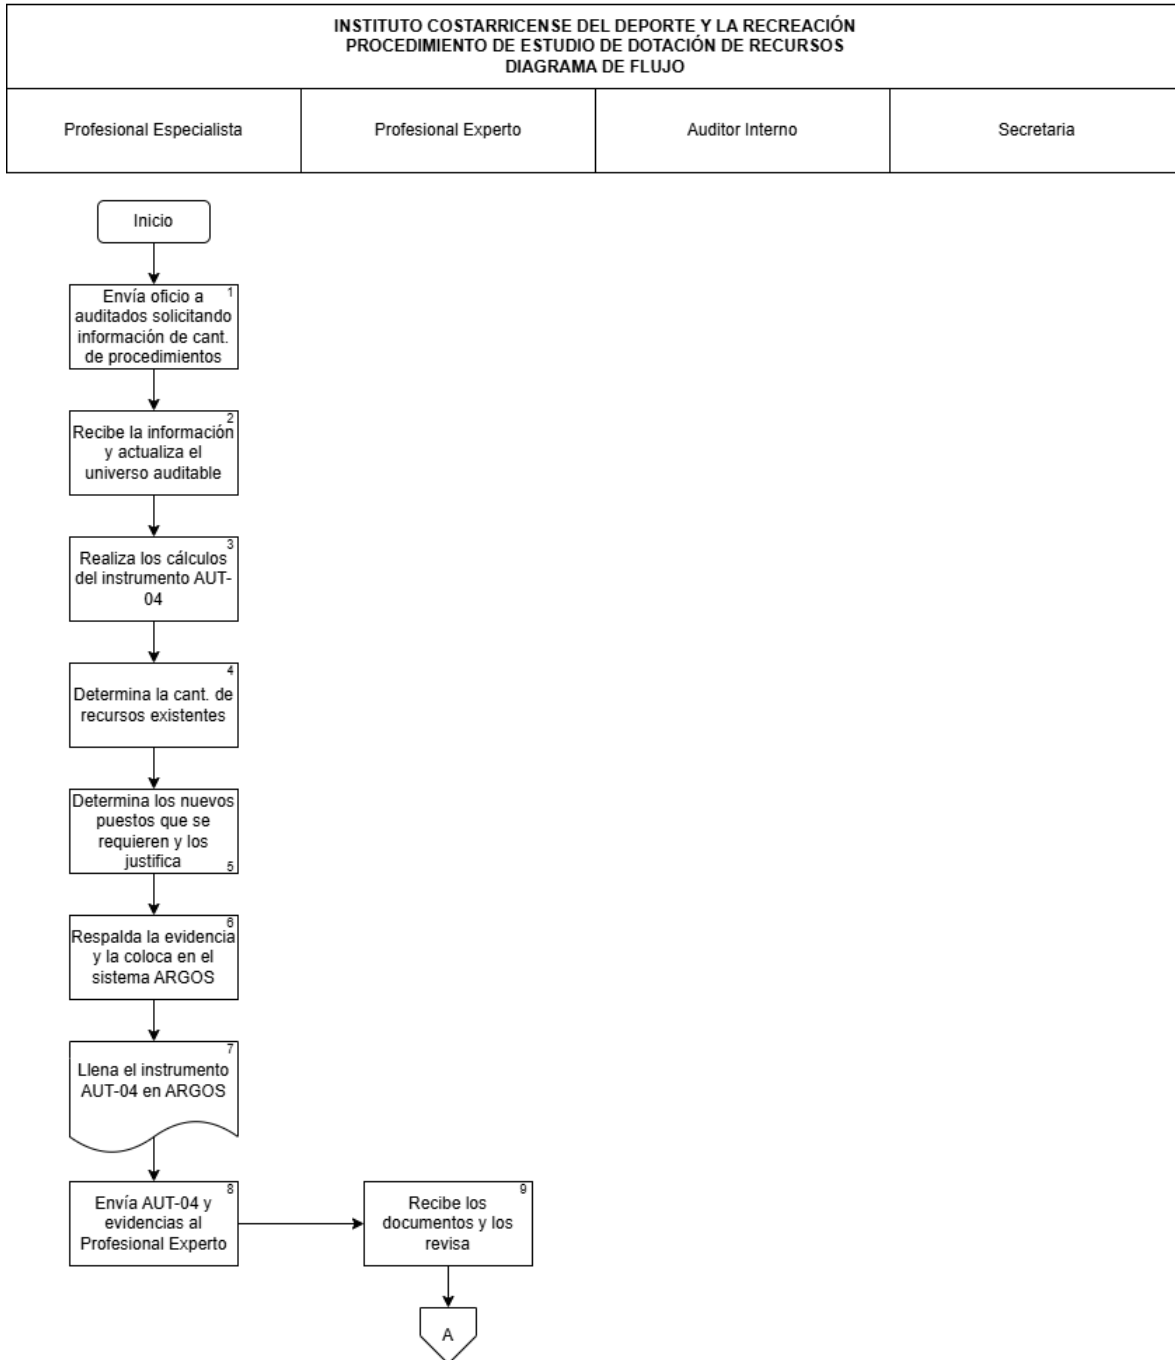 INSTITUTO COSTARRICENSE DEL DEPORTE Y LA RECREACIÓN
PROCEDIMIENTO DE ESTUDIO DE DOTACIÓN DE RECURSOS
DIAGRAMA DE FLUJO
Profesional Especialista
Profesional Experto
Auditor Interno
Secretaria
Inicio
1
Envía oficio a
auditados solicitando
información de cant.
de procedimientos
2
Recibe la información
y actualiza el
universo auditable
3
Realiza los cálculos
del instrumento AUT-
04
4
Determina la cant. de
recursos existentes
Determina los nuevos
puestos que se
requieren y los
justifica
5
6
Respalda la evidencia
y la coloca en el
sistema ARGOS
7
Llena el instrumento
AUT-04 en ARGOS
8
Envía AUT-04 y
evidencias al
Profesional Experto
9
Recibe los
documentos y los
revisa
A